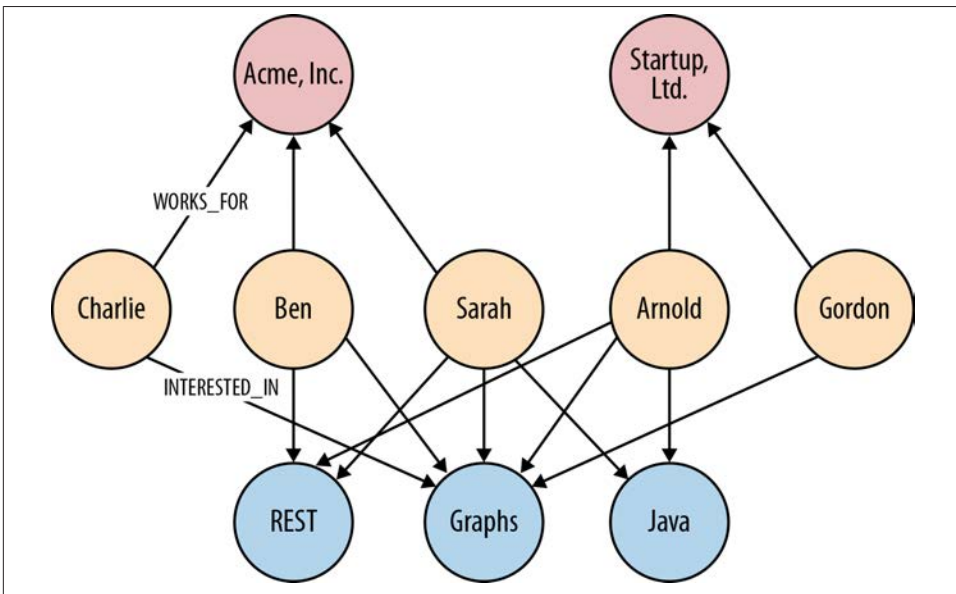 Acme, Inc.
Startup,
Ltd.
WORKS_FOR
Charlie
Ben
Sarah
Arnold
Gordon
INTERESTED_IN
REST
Graphs
Java